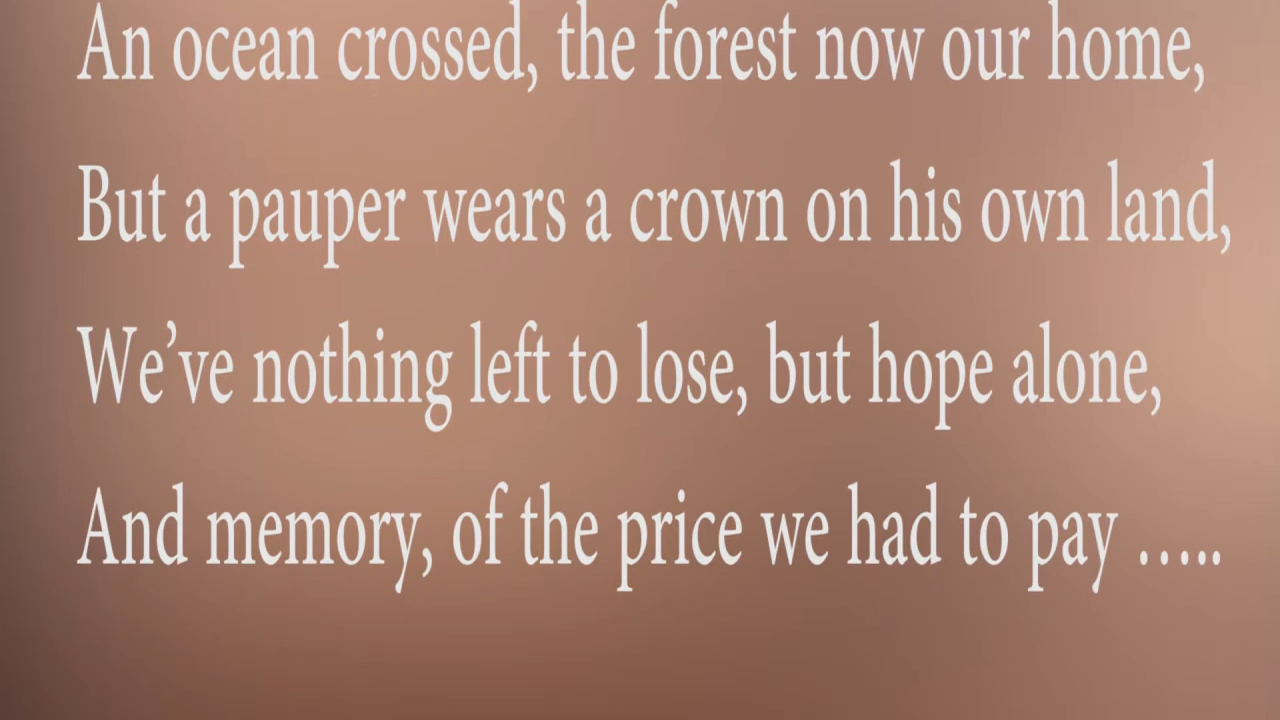 An ocean crossed, the forest now our home,
But a pauper wears a crown on his own land,
We’ve nothing left to lose, but hope alone,
And memory, of the price we had to pay …..